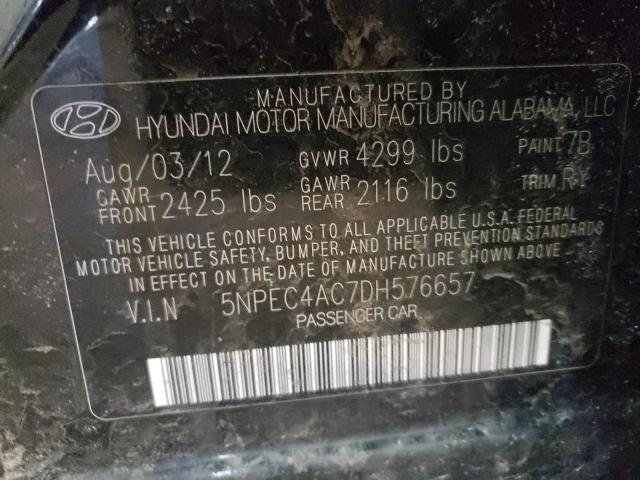 MANUFACTURED BY
HYUNDAI MOTOR MANUFACTURING ALABAMA, LLC
Aug/03/12 GVWR 4299 lbs PAINT 7B
GAWR FRONT 2425 lbs GAWR REAR 2116 lbs TRIM RY
THIS VEHICLE CONFORMS TO ALL APPLICABLE U.S.A. FEDERAL
MOTOR VEHICLE SAFETY, BUMPER, AND THEFT PREVENTION STANDARDS
IN EFFECT ON THE DATE OF MANUFACTURE SHOWN ABOVE
V.I.N 5NPEC4AC7DH576657
PASSENGER CAR